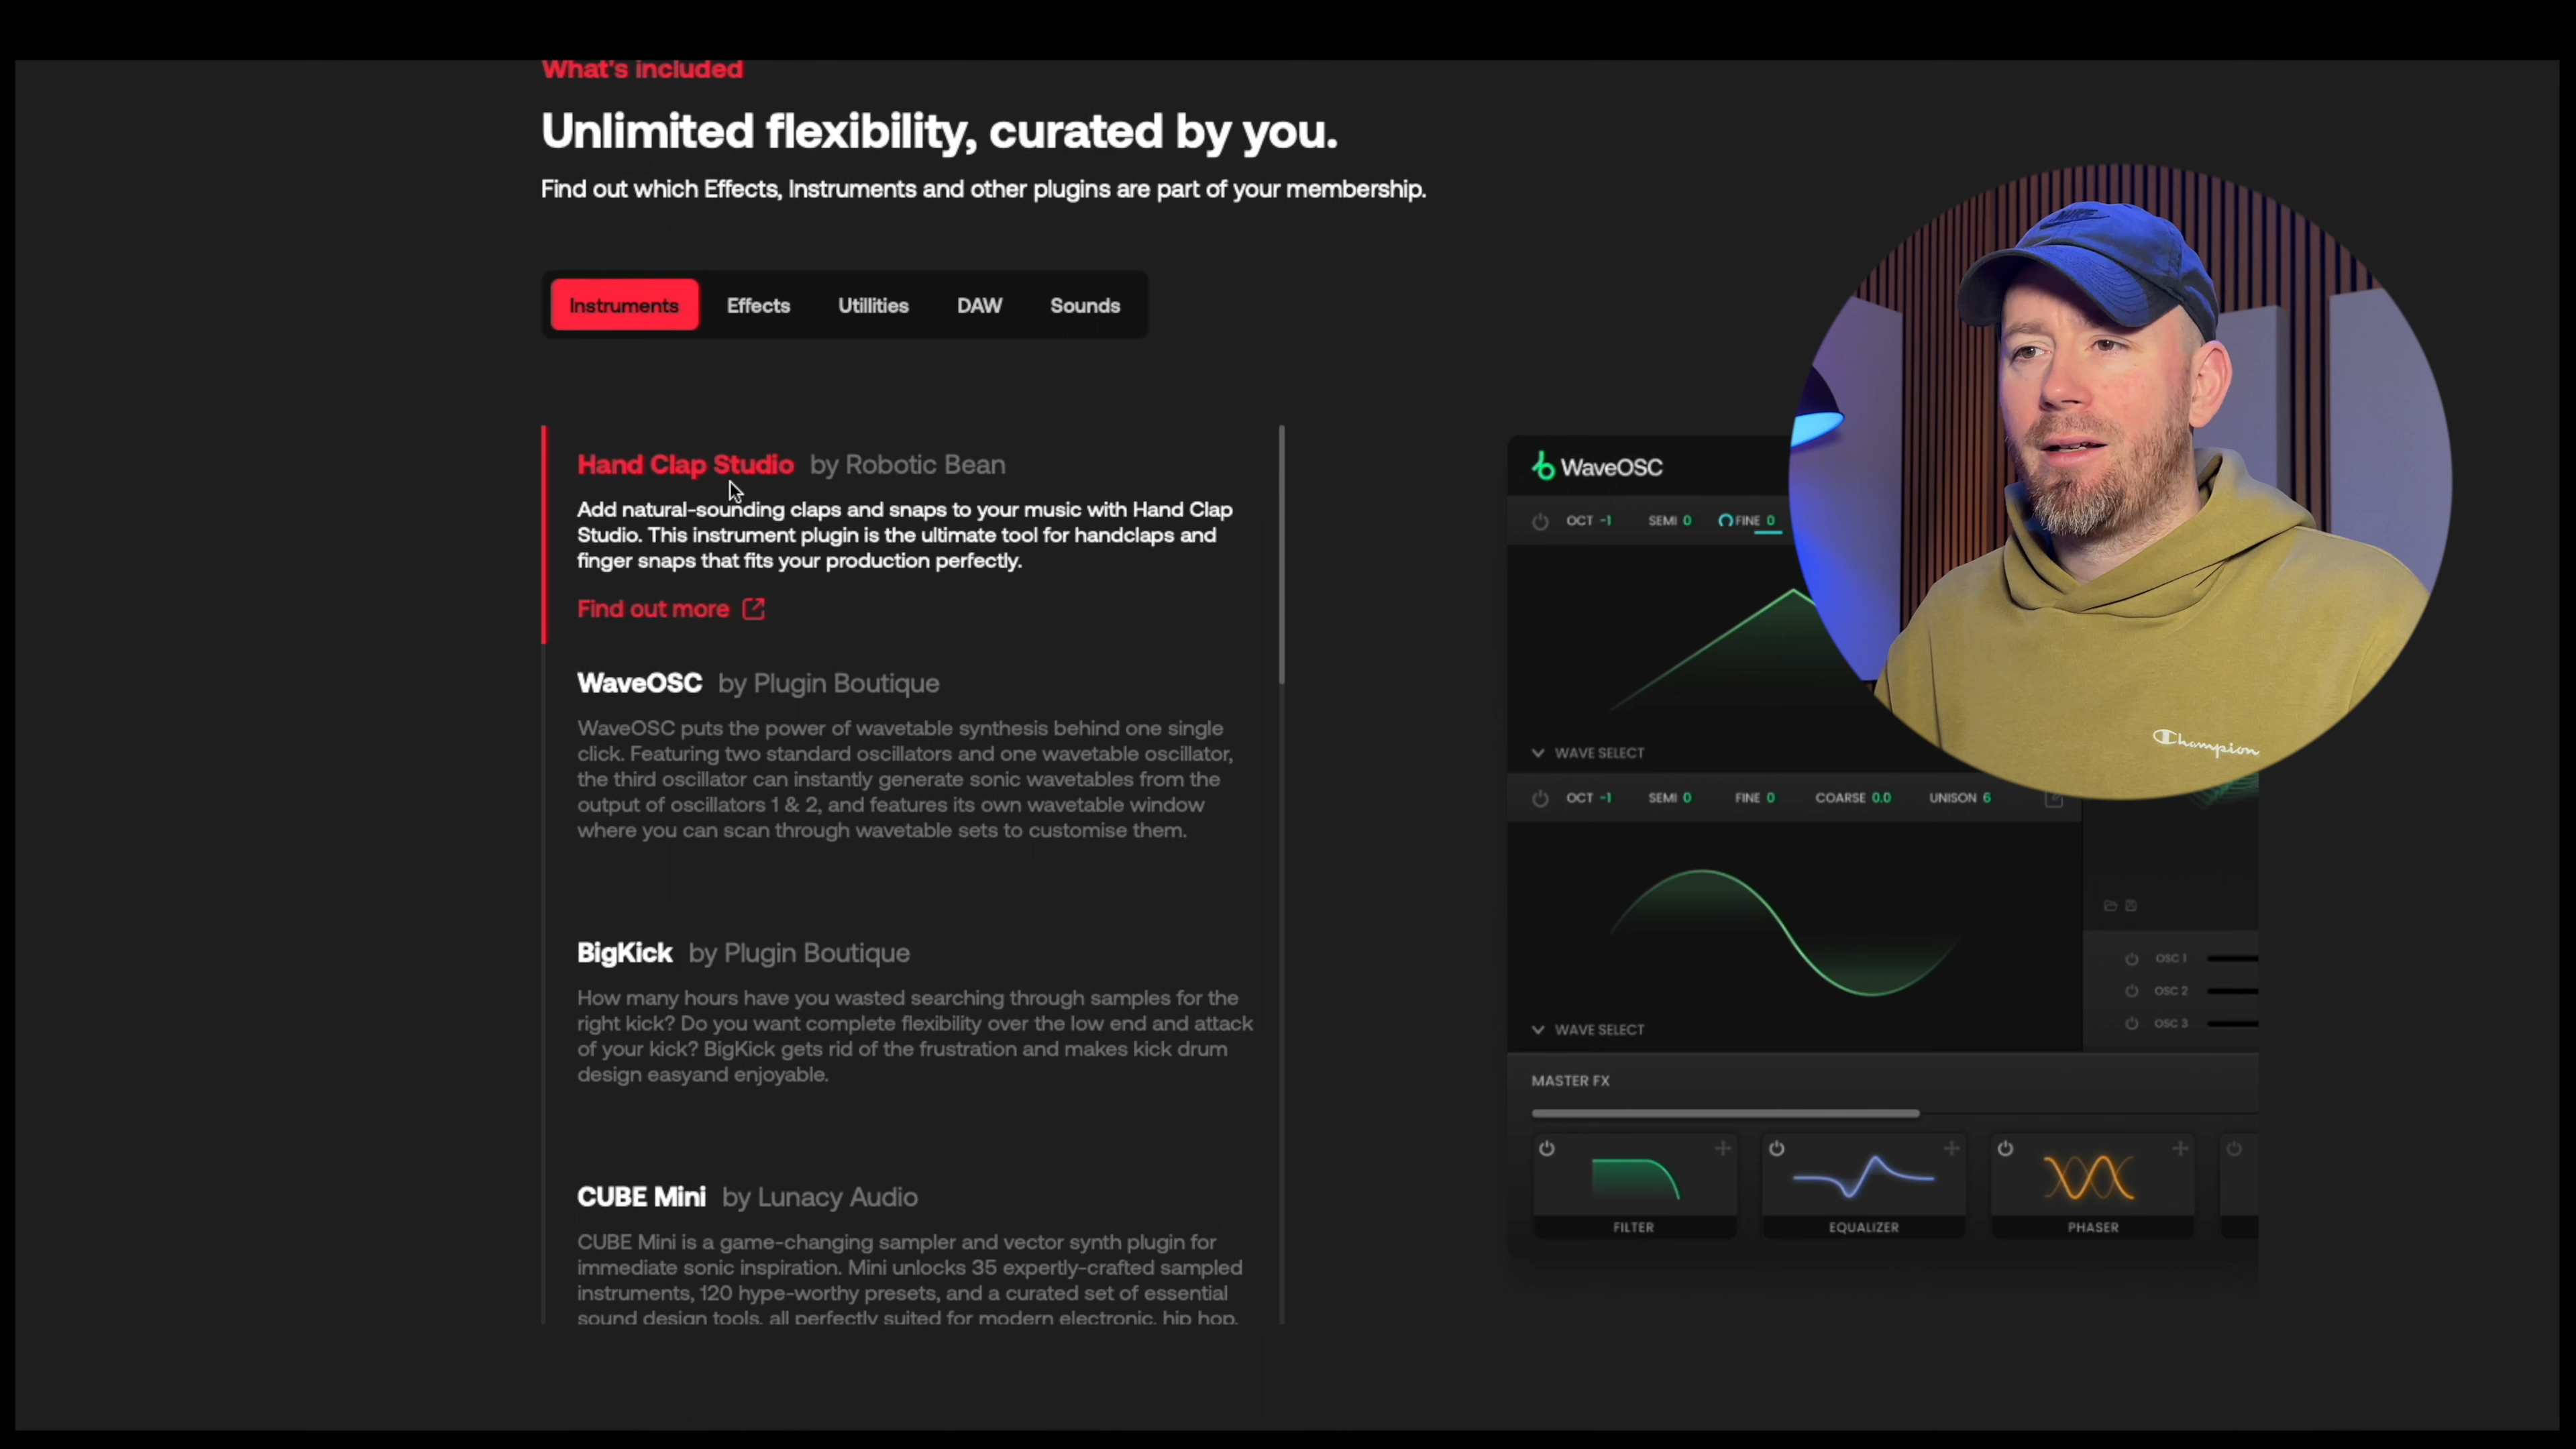 What's included
Unlimited flexibility, curated by you.
Find out which Effects, Instruments and other plugins are part of your membership.
Instruments Effects Utillities DAW Sounds
Hand Clap Studio by Robotic Bean
Add natural-sounding claps and snaps to your music with Hand Clap
Studio. This instrument plugin is the ultimate tool for handclaps and
finger snaps that fits your production perfectly.
Find out more
WaveOSC by Plugin Boutique
WaveOSC puts the power of wavetable synthesis behind one single
click. Featuring two standard oscillators and one wavetable oscillator,
the third oscillator can instantly generate sonic wavetables from the
output of oscillators 1 & 2, and features its own wavetable window
where you can scan through wavetable sets to customise them.
BigKick by Plugin Boutique
How many hours have you wasted searching through samples for the
right kick? Do you want complete flexibility over the low end and attack
of your kick? BigKick gets rid of the frustration and makes kick drum
design easyand enjoyable.
CUBE Mini by Lunacy Audio
CUBE Mini is a game-changing sampler and vector synth plugin for
immediate sonic inspiration. Mini unlocks 35 expertly-crafted sampled
instruments, 120 hype-worthy presets, and a curated set of essential
sound design tools, all perfectly suited for modern electronic, hip hop,
WaveOSC
OCT -1 SEMI 0 FINE 0
WAVE SELECT
OCT -1 SEMI 0 FINE 0 COARSE 0.0 UNISON 6
OSC 1
OSC 2
OSC 3
WAVE SELECT
MASTER FX
FILTER EQUALIZER PHASER
NIKE
Champion